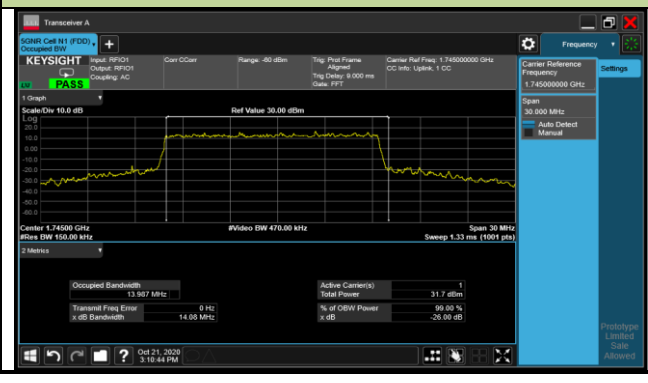 Transceiver A
5GNR Cell N1 (FDD)
Occupied BW
Frequency
KEYSIGHT
Input: RFIO1
Output: RFIO1
Coupling: AC
Corr CCorr
Range: -60 dBm
Trig: Prot Frame
Aligned
Trig Delay: 9.000 ms
Gate: FFT
Carrier Ref Freq: 1.745000000 GHz
CC Info: Uplink, 1 CC
PASS
Carrier Reference
Frequency
1.745000000 GHz
Settings
Span
30.000 MHz
Auto Detect
Manual
1 Graph
Scale/Div 10.0 dB
Ref Value 30.00 dBm
Log
20.0
10.0
0.00
-10.0
-20.0
-30.0
-40.0
-50.0
-60.0
Center 1.74500 GHz
#Video BW 470.00 kHz
Span 30 MHz
#Res BW 150.00 kHz
Sweep 1.33 ms (1001 pts)
2 Metrics
Occupied Bandwidth
13.987 MHz
Active Carrier(s)
1
Total Power
31.7 dBm
Transmit Freq Error
0 Hz
x dB Bandwidth
14.08 MHz
% of OBW Power
99.00 %
x dB
-26.00 dB
Prototype
Limited
Sale
Allowed
?
Oct 21, 2020
3:10:44 PM